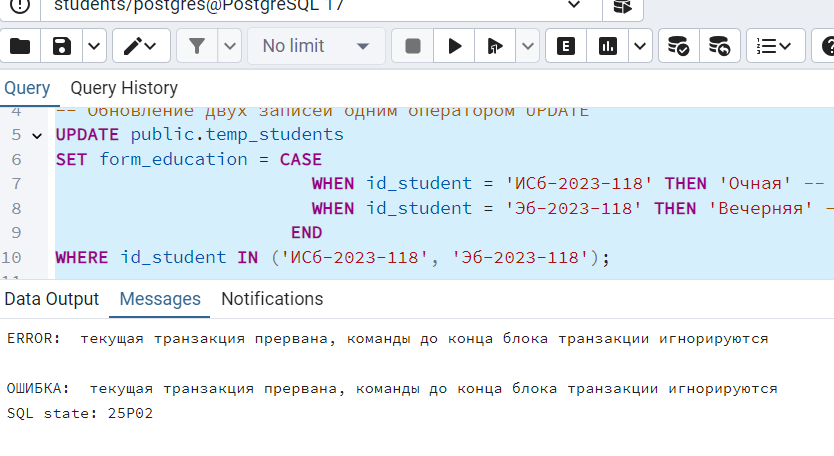 students/postgres@PostgreSQL 17
No limit
E
Query Query History
4 -- Обновление двух записей одним оператором UPDATE
5 UPDATE public.temp_students
6 SET form_education = CASE
7 WHEN id_student = 'ИСб-2023-118' THEN 'Очная' --
8 WHEN id_student = 'Эб-2023-118' THEN 'Вечерняя' -
9 END
10 WHERE id_student IN ('ИСб-2023-118', 'Эб-2023-118');
Data Output Messages Notifications
ERROR: текущая транзакция прервана, команды до конца блока транзакции игнорируются
ОШИБКА: текущая транзакция прервана, команды до конца блока транзакции игнорируются
SQL state: 25P02